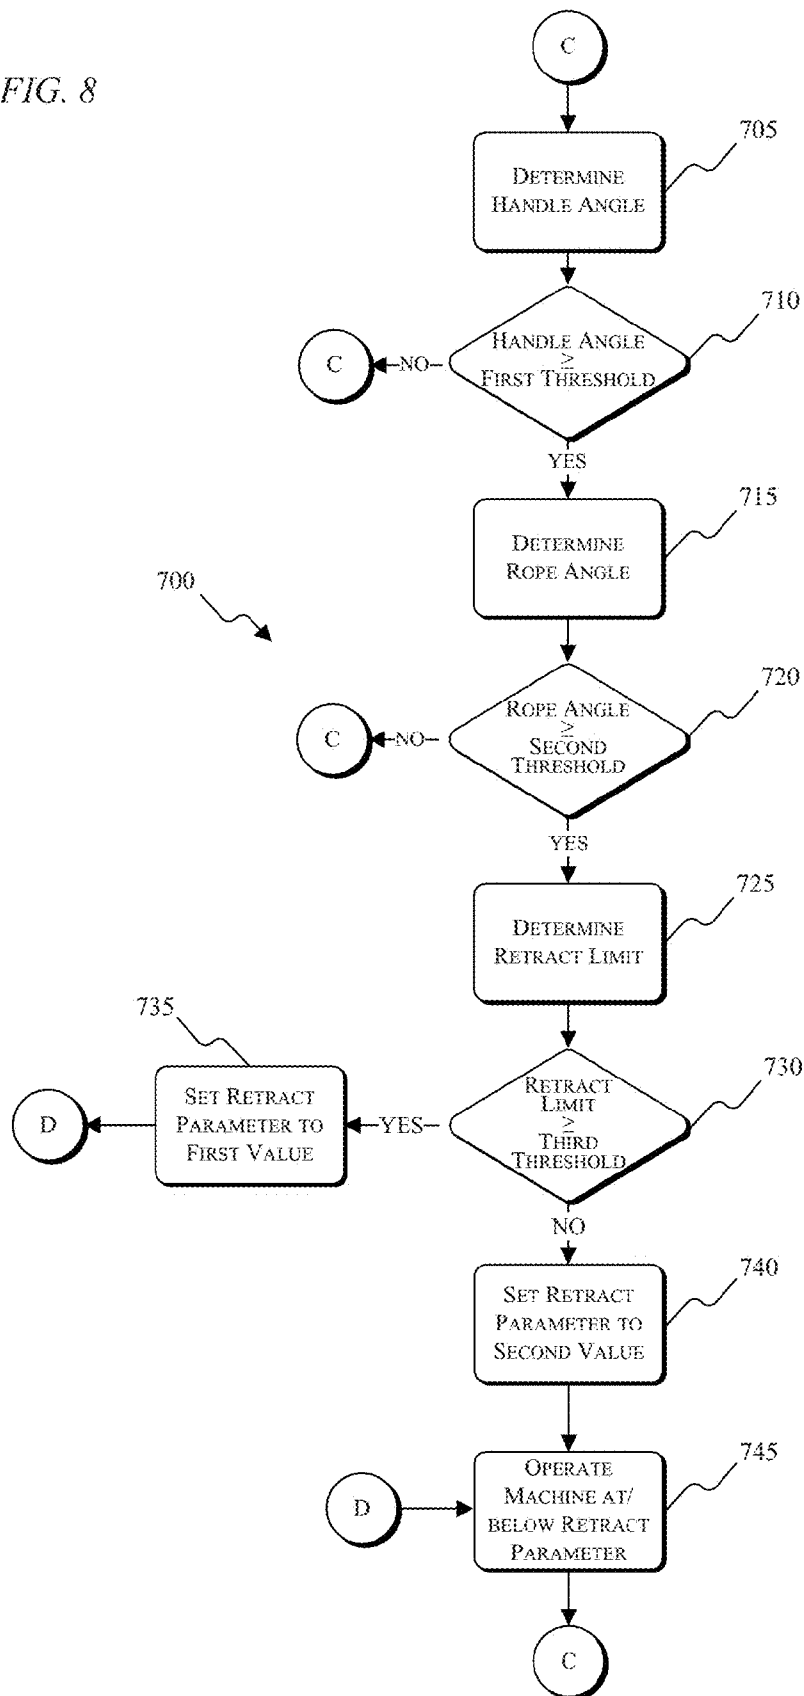 FIG. 8
C
705
DETERMINE
HANDLE ANGLE
710
HANDLE ANGLE
≥
FIRST THRESHOLD
NO
C
YES
715
DETERMINE
ROPE ANGLE
700
720
ROPE ANGLE
≥
SECOND
THRESHOLD
NO
C
YES
725
DETERMINE
RETRACT LIMIT
730
RETRACT
LIMIT
≥
THIRD
THRESHOLD
YES
735
SET RETRACT
PARAMETER TO
FIRST VALUE
D
NO
740
SET RETRACT
PARAMETER TO
SECOND VALUE
745
OPERATE
MACHINE AT/
BELOW RETRACT
PARAMETER
D
C